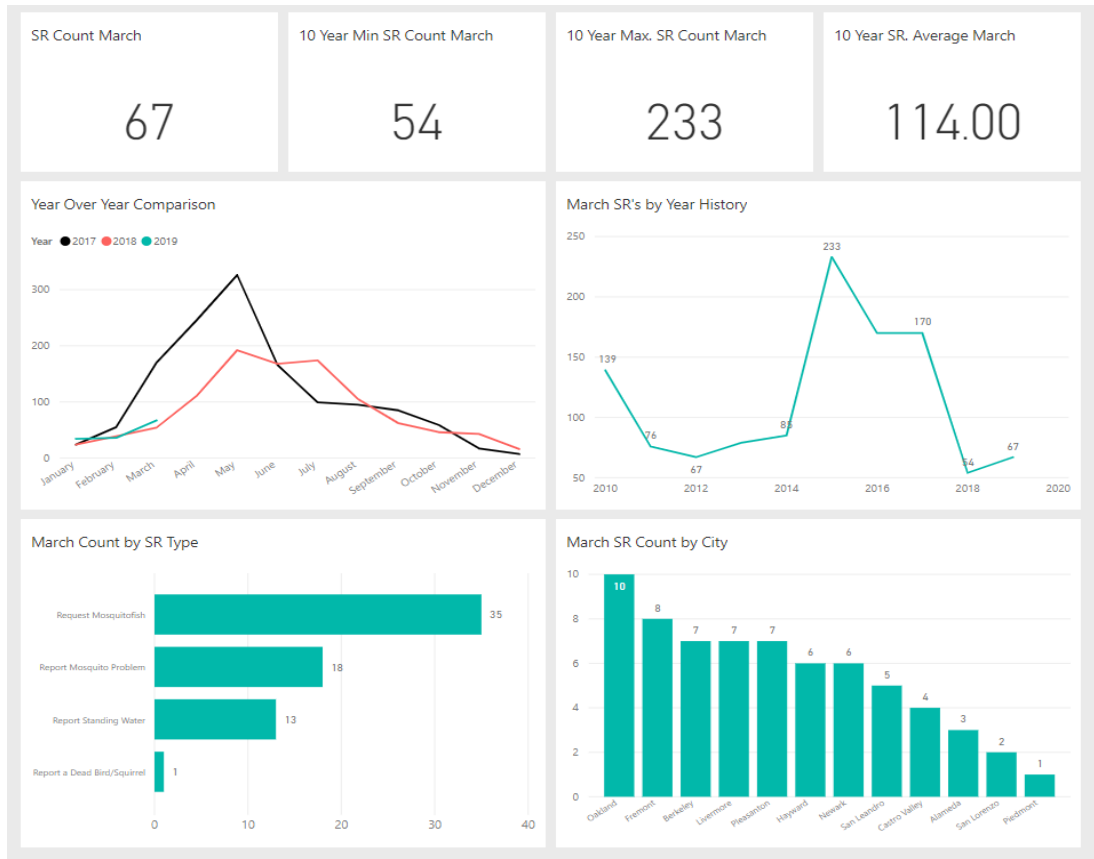 SR Count March
67
10 Year Min SR Count March
54
10 Year Max. SR Count March
233
10 Year SR. Average March
114.00
Year Over Year Comparison
Year 2017 2018 2019
300
200
100
0
January February March April May June July August September October November December
March SR's by Year History
250
200
150
100
50
139
76
67
85
233
170
54
67
2010 2012 2014 2016 2018 2020
March Count by SR Type
Request Mosquitofish 35
Report Mosquito Problem 18
Report Standing Water 13
Report a Dead Bird/Squirrel 1
0 10 20 30 40
March SR Count by City
10
8
6
4
2
0
10 8 7 7 7 6 6 5 4 3 2 1
Oakland Fremont Berkeley Livermore Pleasanton Hayward Newark San Leandro Castro Valley Alameda San Lorenzo Piedmont